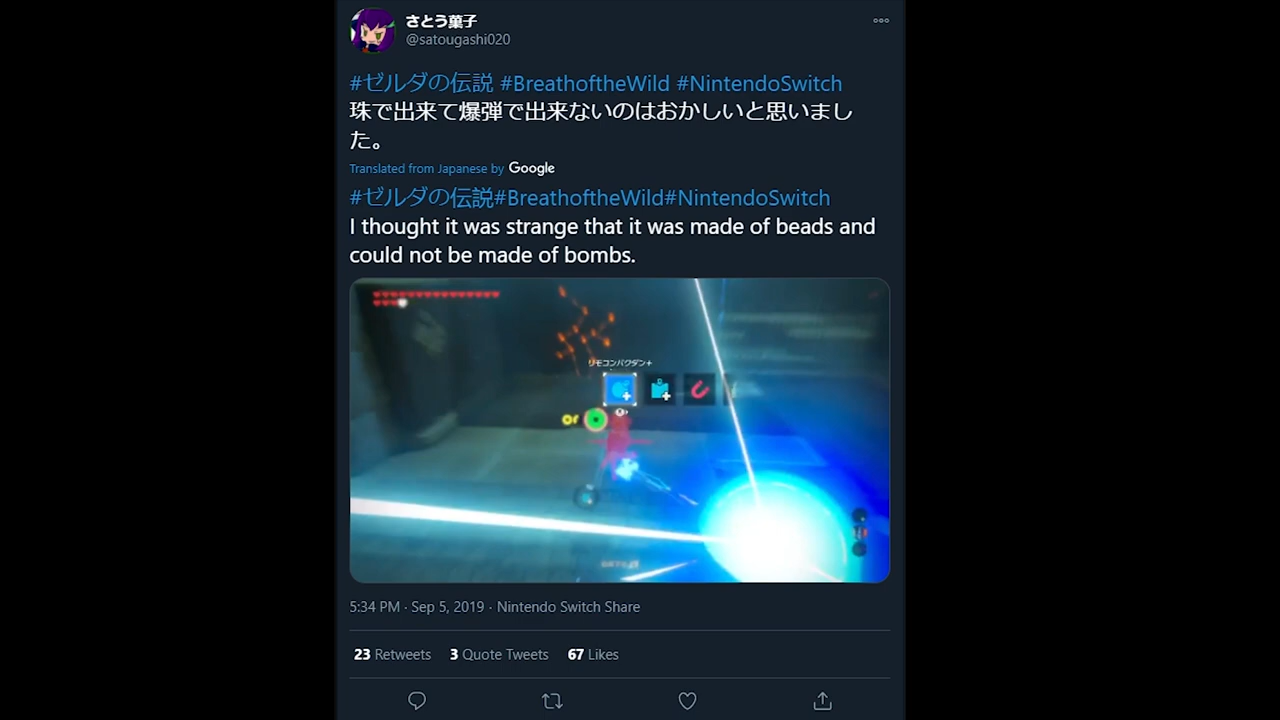 さとう菓子
@satougashi020
#ゼルダの伝説 #BreathoftheWild #NintendoSwitch
珠で出来て爆弾で出来ないのはおかしいと思いまし
た。
Translated from Japanese by Google
#ゼルダの伝説#BreathoftheWild#NintendoSwitch
I thought it was strange that it was made of beads and
could not be made of bombs.
リモコンバクダン+
or
5:34 PM · Sep 5, 2019 · Nintendo Switch Share
23 Retweets 3 Quote Tweets 67 Likes